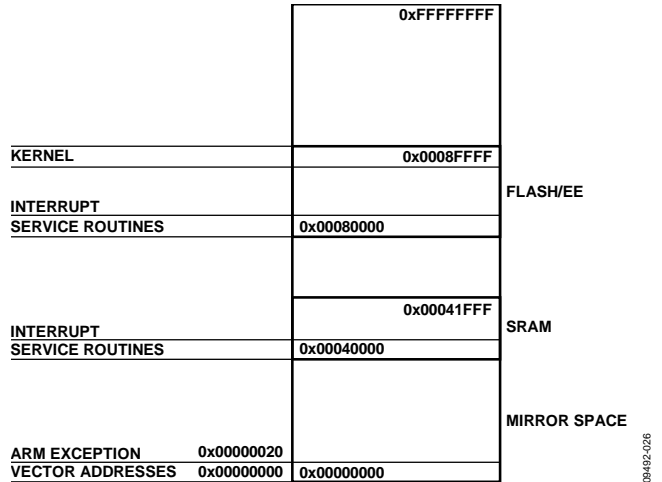 0xFFFFFFFF
KERNEL 0x0008FFFF
FLASH/EE
INTERRUPT
SERVICE ROUTINES 0x00080000
0x00041FFF
SRAM
INTERRUPT
SERVICE ROUTINES 0x00040000
MIRROR SPACE
ARM EXCEPTION 0x00000020
VECTOR ADDRESSES 0x00000000 0x00000000
09492-026